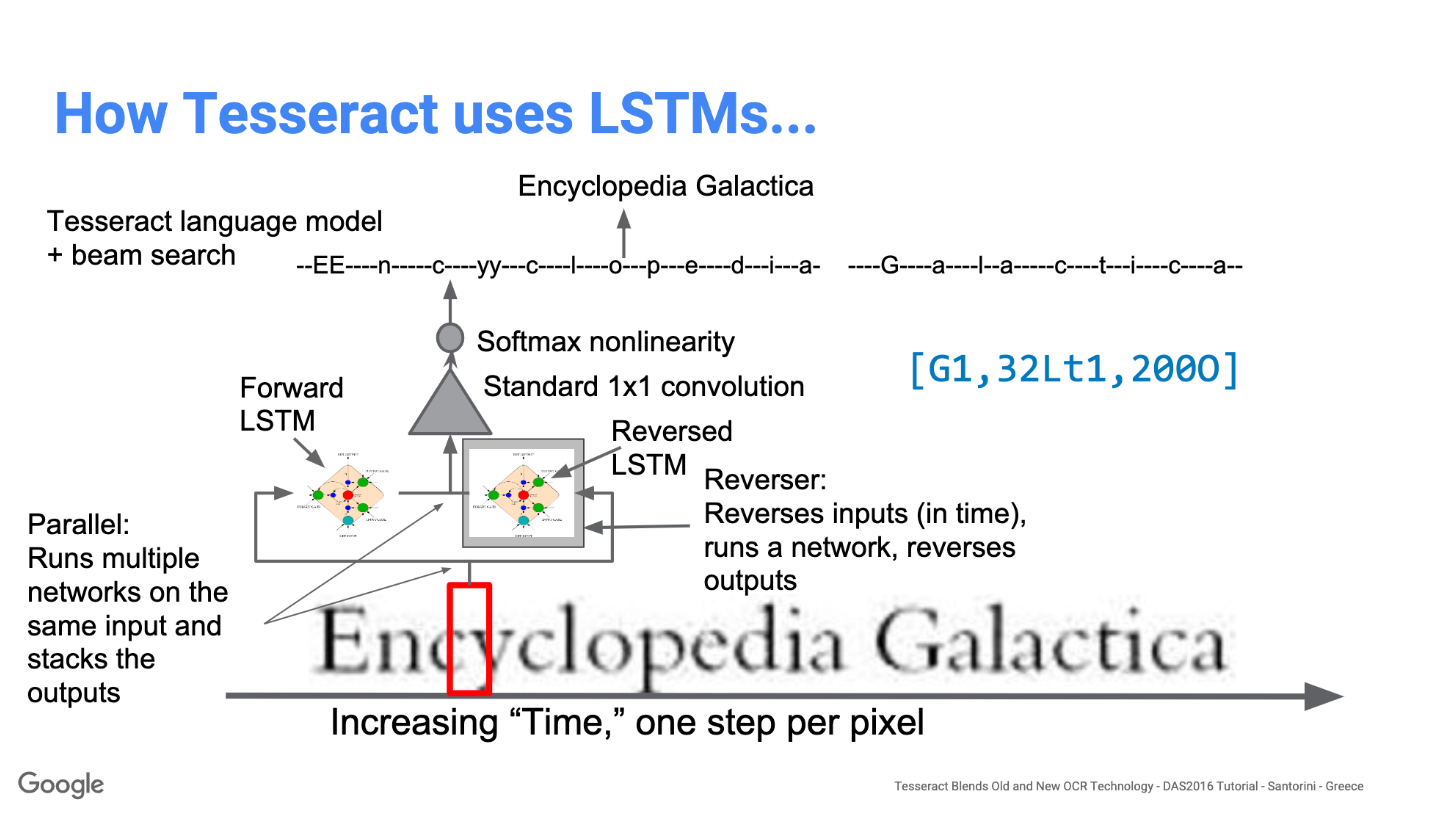 How Tesseract uses LSTMs...
Encyclopedia Galactica
Tesseract language model
+ beam search
--EE----n-----c----yy---c----l----o---p---e----d---i---a- ----G----a----l--a-----c----t---i----c----a--
Softmax nonlinearity
[G1,32Lt1,200O]
Standard 1x1 convolution
Forward
LSTM
Reversed
LSTM
Reverser:
Reverses inputs (in time),
runs a network, reverses
outputs
Parallel:
Runs multiple
networks on the
same input and
stacks the
outputs
Encyclopedia Galactica
Increasing “Time,” one step per pixel
Google
Tesseract Blends Old and New OCR Technology - DAS2016 Tutorial - Santorini - Greece